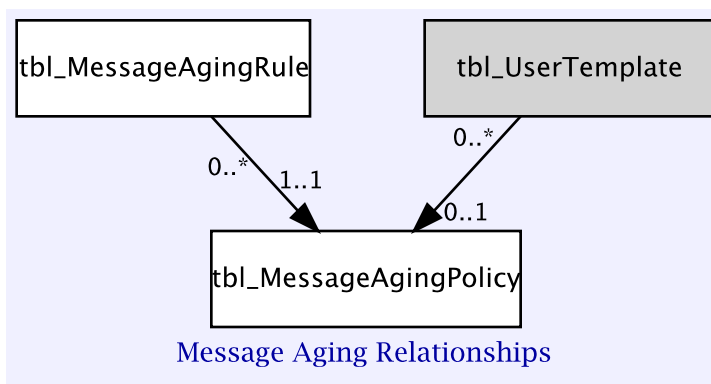 tbl_MessageAgingRule
tbl_UserTemplate
0..*
0..*
1..1
0..1
tbl_MessageAgingPolicy
Message Aging Relationships